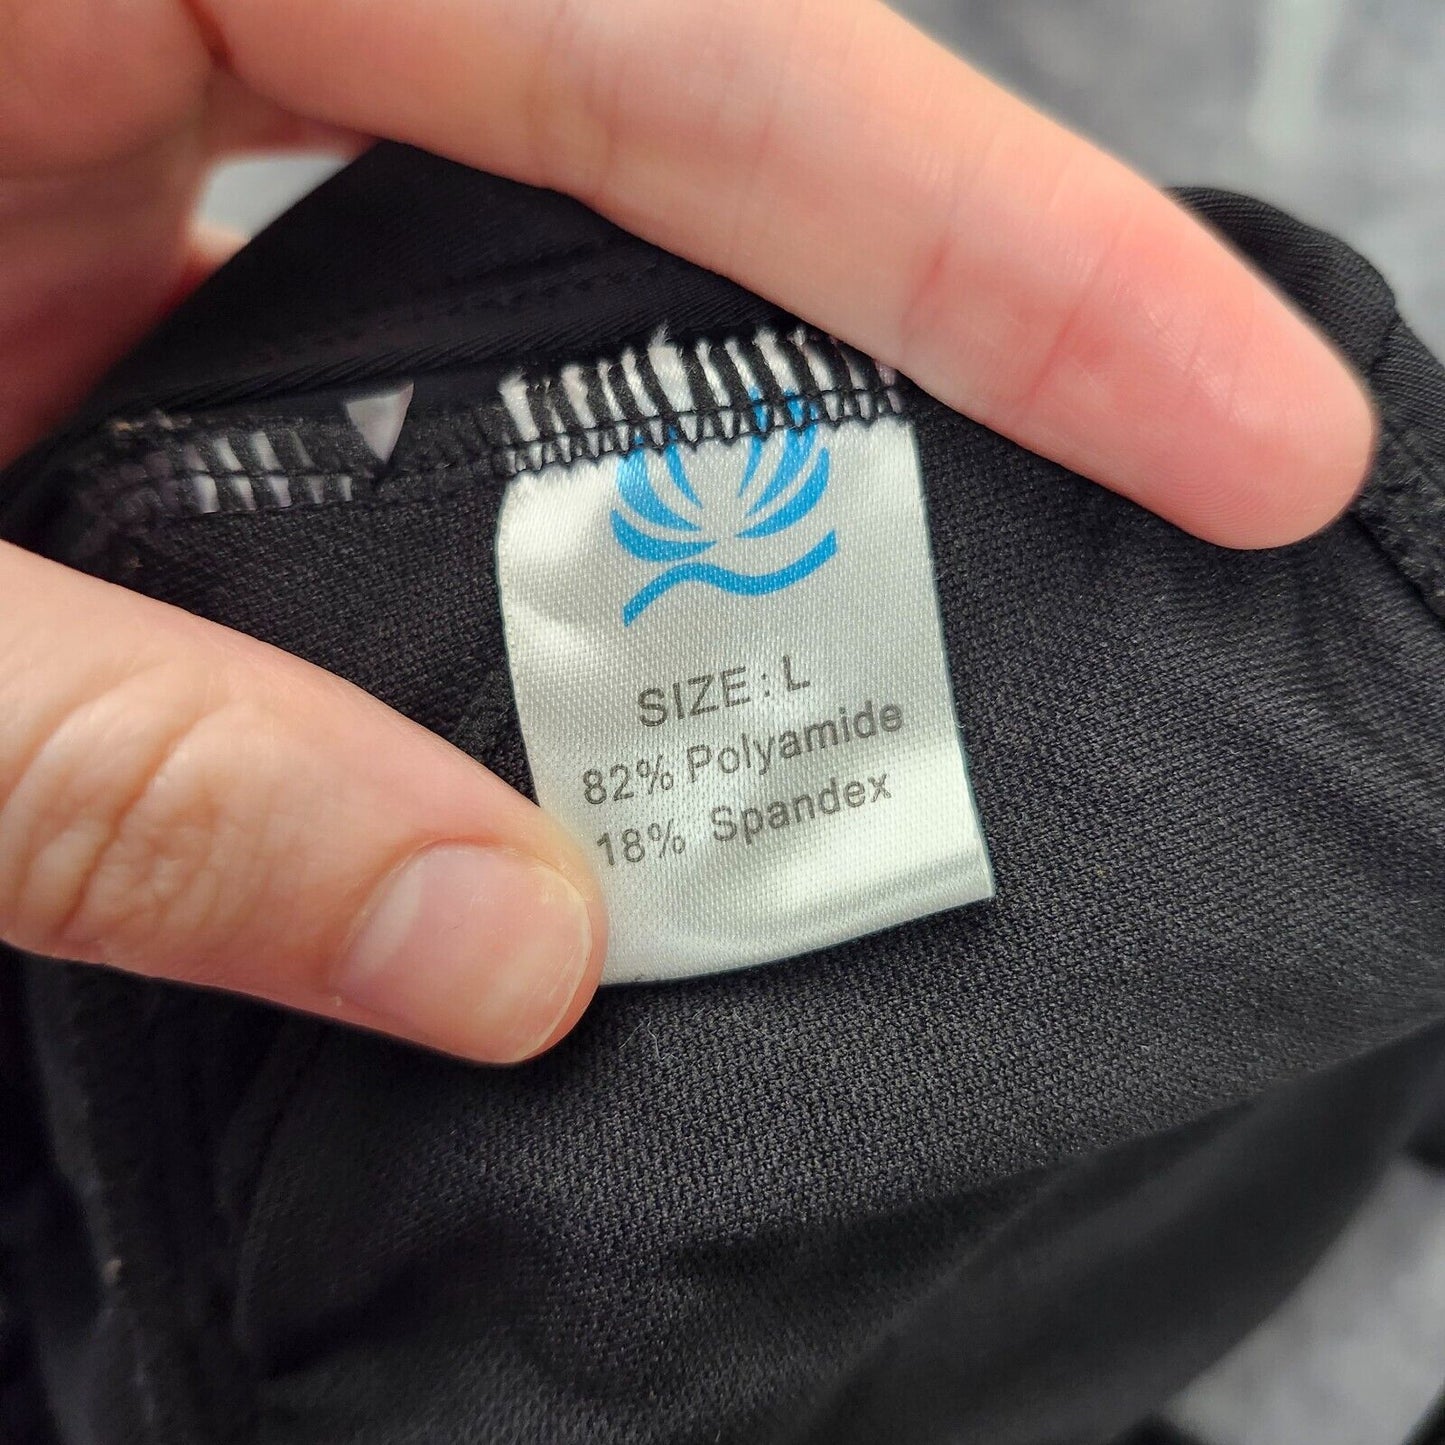 SIZE : L
82% Polyamide
18% Spandex